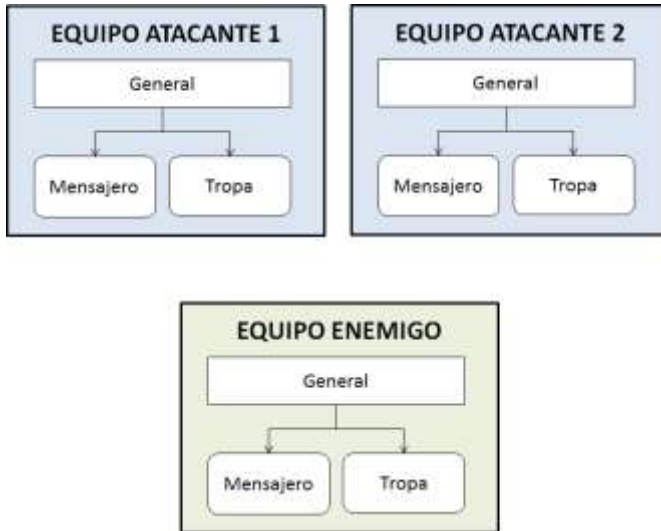 EQUIPO ATACANTE 1
General
Mensajero
Tropa
EQUIPO ATACANTE 2
General
Mensajero
Tropa
EQUIPO ENEMIGO
General
Mensajero
Tropa